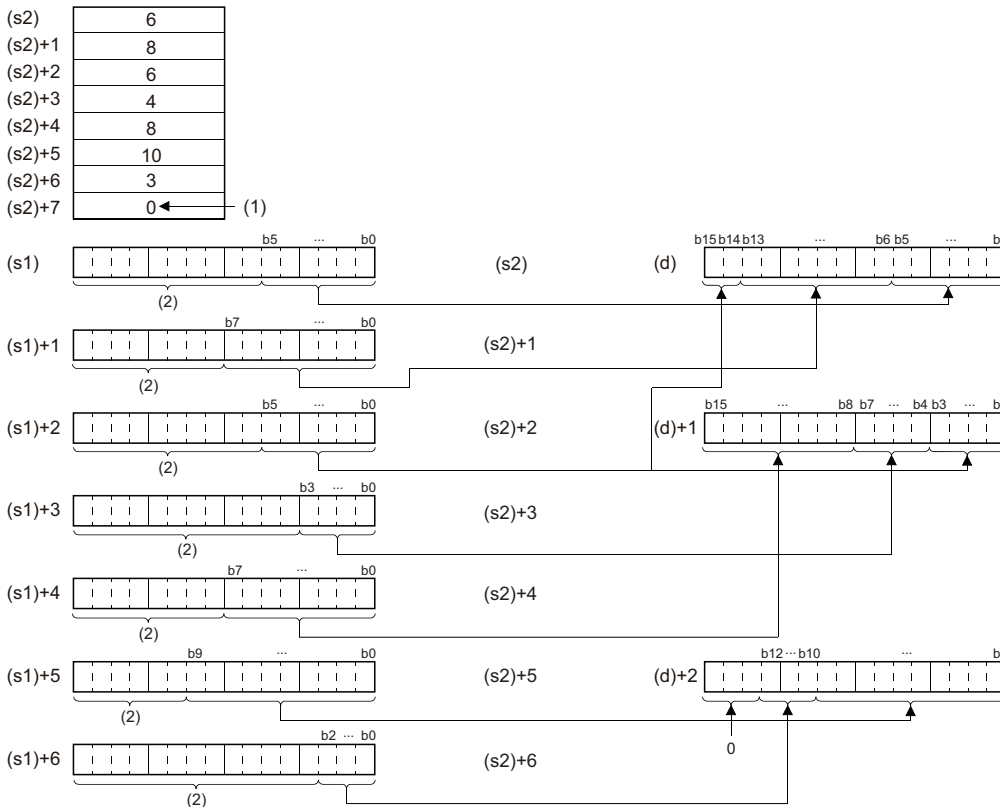 (s2) 6
(s2)+1 8
(s2)+2 6
(s2)+3 4
(s2)+4 8
(s2)+5 10
(s2)+6 3
(s2)+7 0 (1)
b5 ... b0 b15 b14 b13 ... b6 b5 ...
(s1) (s2) (d)
(2)
b7 ... b0
(s1)+1 (s2)+1
(2)
b5 ... b0 b15 ... b8 b7 ... b4 b3 ...
(s1)+2 (s2)+2 (d)+1
(2)
b3 ... b0
(s1)+3 (s2)+3
(2)
b7 ... b0
(s1)+4 (s2)+4
(2)
b9 ... b0 b12 ... b10 ...
(s1)+5 (s2)+5 (d)+2
(2) 0
b2 ... b0
(s1)+6 (s2)+6
(2)